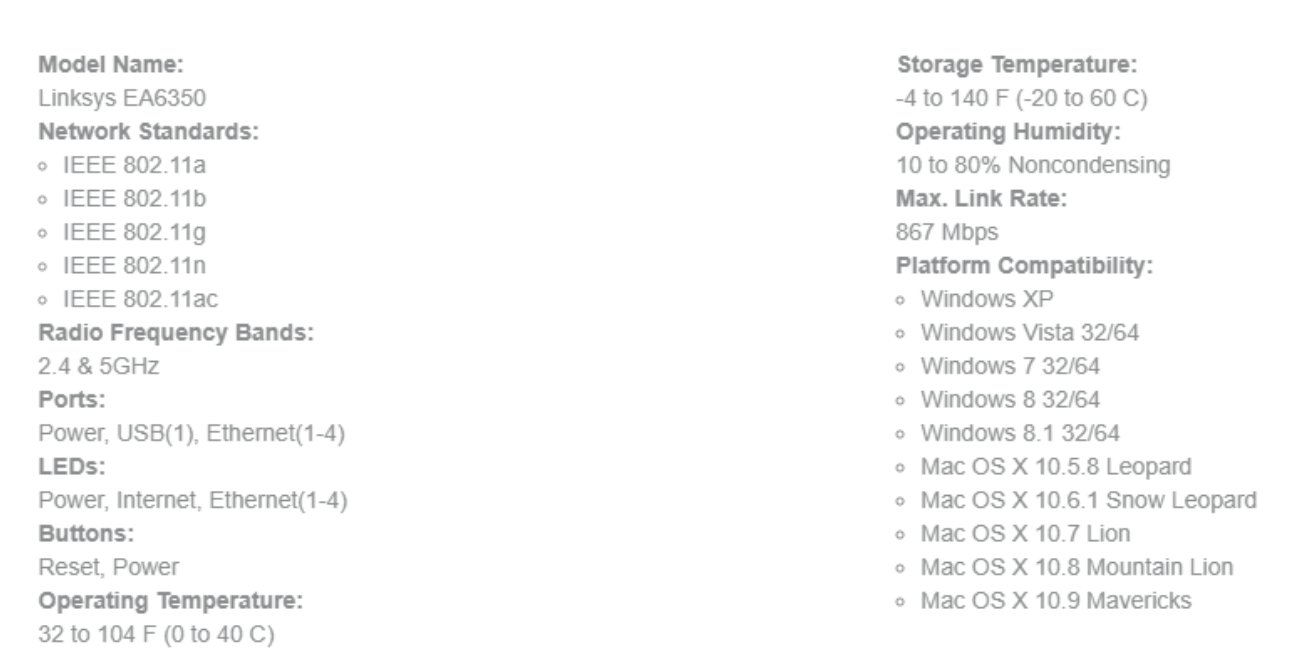 Model Name:
Linksys EA6350
Network Standards:
IEEE 802.11a
IEEE 802.11b
IEEE 802.11g
IEEE 802.11n
IEEE 802.11ac
Radio Frequency Bands:
2.4 & 5GHz
Ports:
Power, USB(1), Ethernet(1-4)
LEDs:
Power, Internet, Ethernet(1-4)
Buttons:
Reset, Power
Operating Temperature:
32 to 104 F (0 to 40 C)
Storage Temperature:
-4 to 140 F (-20 to 60 C)
Operating Humidity:
10 to 80% Noncondensing
Max. Link Rate:
867 Mbps
Platform Compatibility:
Windows XP
Windows Vista 32/64
Windows 7 32/64
Windows 8 32/64
Windows 8.1 32/64
Mac OS X 10.5.8 Leopard
Mac OS X 10.6.1 Snow Leopard
Mac OS X 10.7 Lion
Mac OS X 10.8 Mountain Lion
Mac OS X 10.9 Mavericks